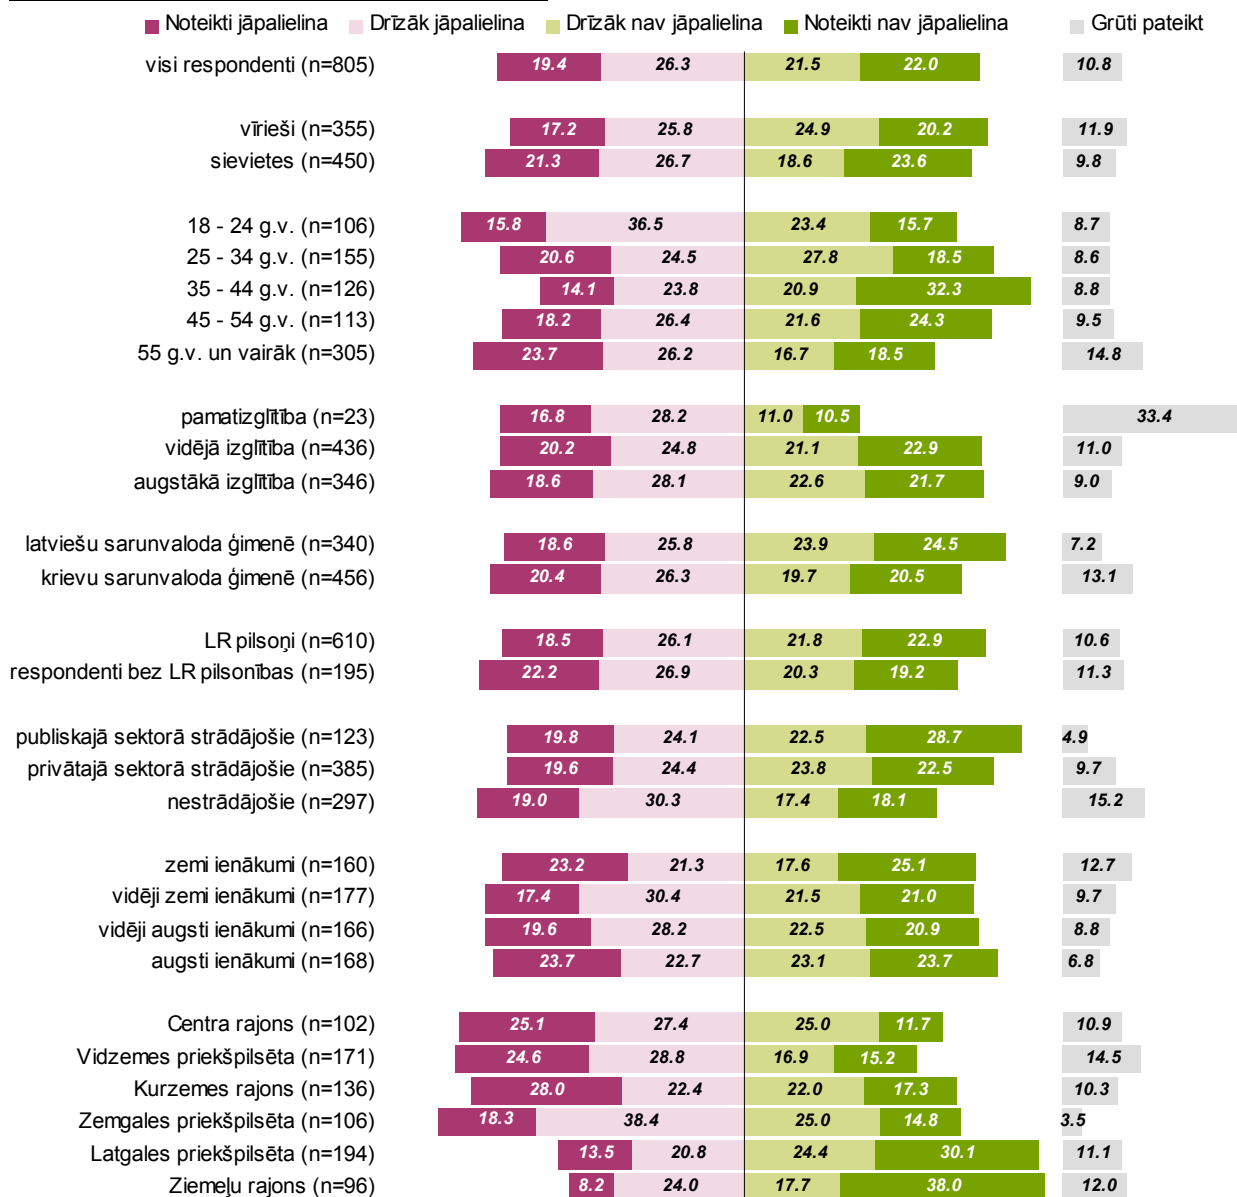 Noteikti jāpalielina Drīzāk jāpalielina Drīzāk nav jāpalielina Noteikti nav jāpalielina Grūti pateikt
visi respondenti (n=805) 19.4 26.3 21.5 22.0 10.8
vīrieši (n=355) 17.2 25.8 24.9 20.2 11.9
sievietes (n=450) 21.3 26.7 18.6 23.6 9.8
18 - 24 g.v. (n=106) 15.8 36.5 23.4 15.7 8.7
25 - 34 g.v. (n=155) 20.6 24.5 27.8 18.5 8.6
35 - 44 g.v. (n=126) 14.1 23.8 20.9 32.3 8.8
45 - 54 g.v. (n=113) 18.2 26.4 21.6 24.3 9.5
55 g.v. un vairāk (n=305) 23.7 26.2 16.7 18.5 14.8
pamatizglītība (n=23) 16.8 28.2 11.0 10.5 33.4
vidējā izglītība (n=436) 20.2 24.8 21.1 22.9 11.0
augstākā izglītība (n=346) 18.6 28.1 22.6 21.7 9.0
latviešu sarunvaloda ģimenē (n=340) 18.6 25.8 23.9 24.5 7.2
krievu sarunvaloda ģimenē (n=456) 20.4 26.3 19.7 20.5 13.1
LR pilsoņi (n=610) 18.5 26.1 21.8 22.9 10.6
respondenti bez LR pilsonības (n=195) 22.2 26.9 20.3 19.2 11.3
publiskajā sektorā strādājošie (n=123) 19.8 24.1 22.5 28.7 4.9
privātajā sektorā strādājošie (n=385) 19.6 24.4 23.8 22.5 9.7
nestrādājošie (n=297) 19.0 30.3 17.4 18.1 15.2
zemi ienākumi (n=160) 23.2 21.3 17.6 25.1 12.7
vidēji zemi ienākumi (n=177) 17.4 30.4 21.5 21.0 9.7
vidēji augsti ienākumi (n=166) 19.6 28.2 22.5 20.9 8.8
augsti ienākumi (n=168) 23.7 22.7 23.1 23.7 6.8
Centra rajons (n=102) 25.1 27.4 25.0 11.7 10.9
Vidzemes priekšpilsēta (n=171) 24.6 28.8 16.9 15.2 14.5
Kurzemes rajons (n=136) 28.0 22.4 22.0 17.3 10.3
Zemgales priekšpilsēta (n=106) 18.3 38.4 25.0 14.8 3.5
Latgales priekšpilsēta (n=194) 13.5 20.8 24.4 30.1 11.1
Ziemeļu rajons (n=96) 8.2 24.0 17.7 38.0 12.0